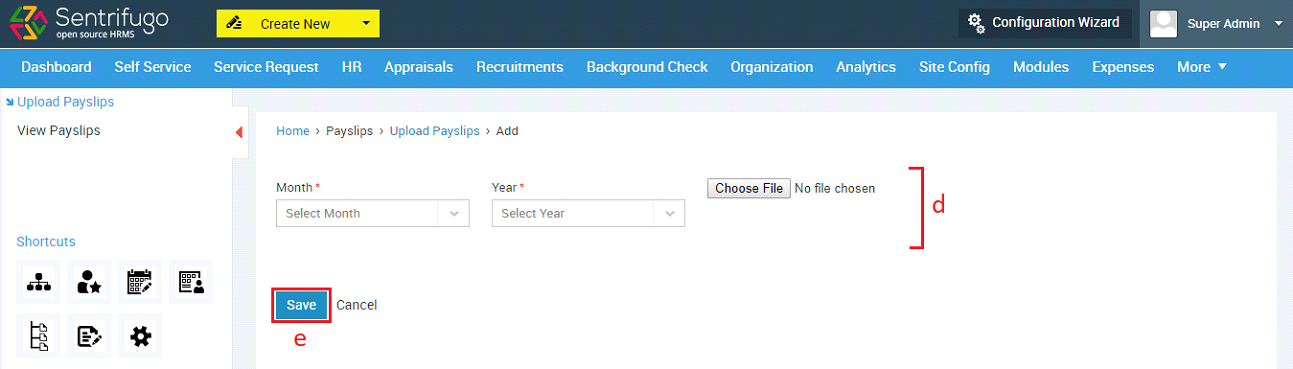 Sentrifugo
open source HRMS
Create New
Configuration Wizard
Super Admin
Dashboard Self Service Service Request HR Appraisals Recruitments Background Check Organization Analytics Site Config Modules Expenses More
Upload Payslips
View Payslips
Home › Payslips › Upload Payslips › Add
Month * Year * Choose File No file chosen
Select Month Select Year
d
Shortcuts
Save Cancel
e